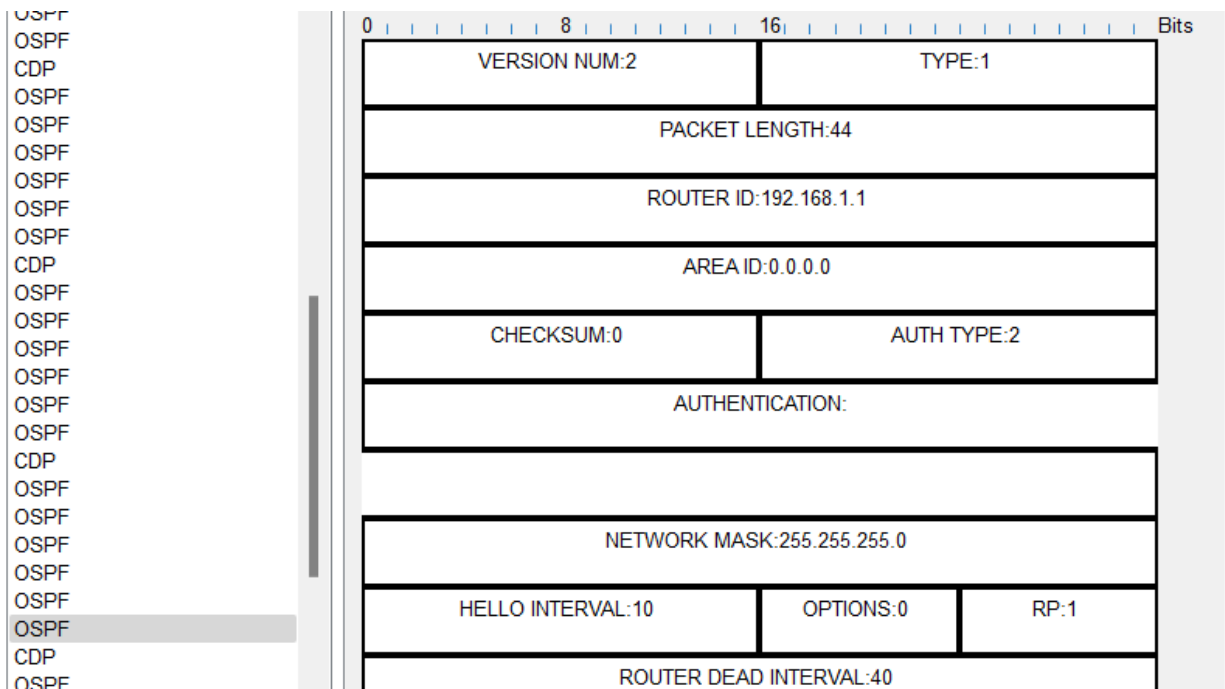 OSPF
OSPF
CDP
OSPF
OSPF
OSPF
OSPF
OSPF
OSPF
CDP
OSPF
OSPF
OSPF
OSPF
OSPF
OSPF
CDP
OSPF
OSPF
OSPF
OSPF
OSPF
OSPF
CDP
OSPF
0 8 16 Bits
VERSION NUM:2 TYPE:1
PACKET LENGTH:44
ROUTER ID:192.168.1.1
AREA ID:0.0.0.0
CHECKSUM:0 AUTH TYPE:2
AUTHENTICATION:
NETWORK MASK:255.255.255.0
HELLO INTERVAL:10 OPTIONS:0 RP:1
ROUTER DEAD INTERVAL:40